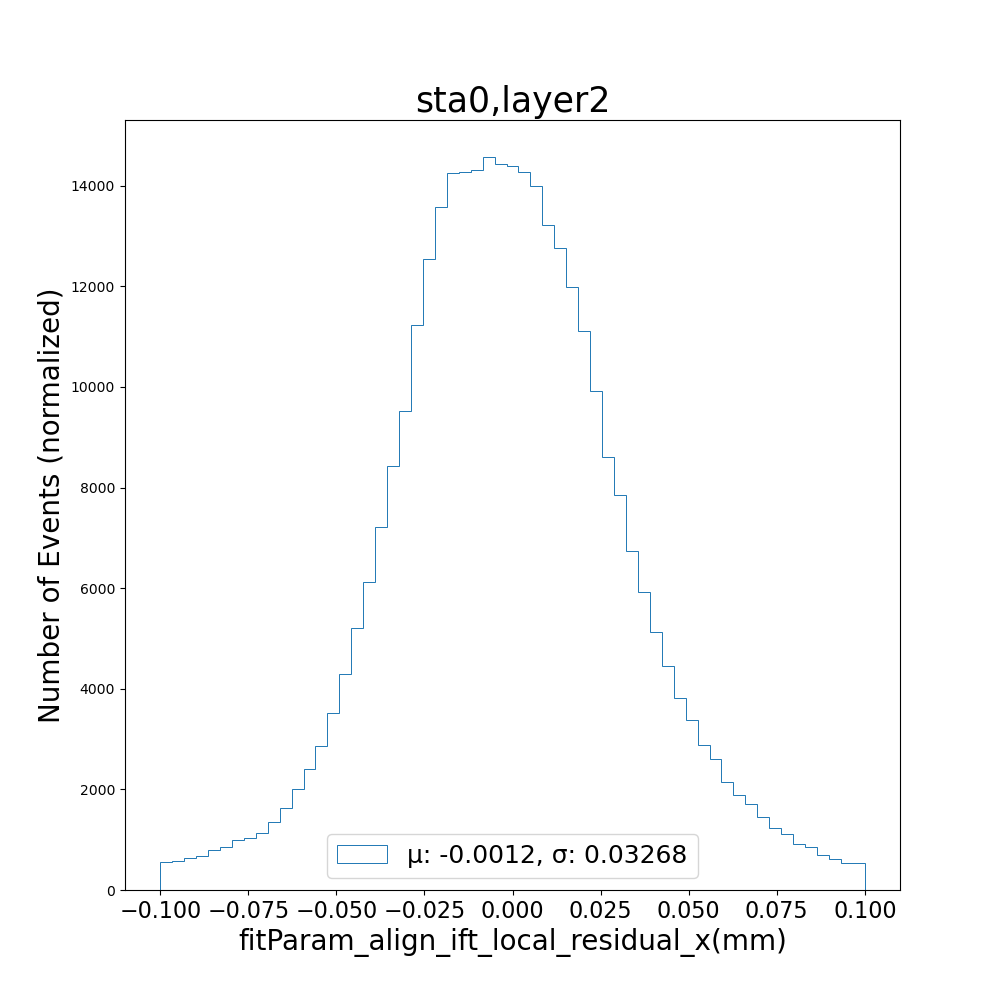 sta0,layer2
Number of Events (normalized)
14000
12000
10000
8000
6000
4000
2000
0
μ: -0.0012, σ: 0.03268
−0.100 −0.075 −0.050 −0.025 0.000 0.025 0.050 0.075 0.100
fitParam_align_ift_local_residual_x(mm)